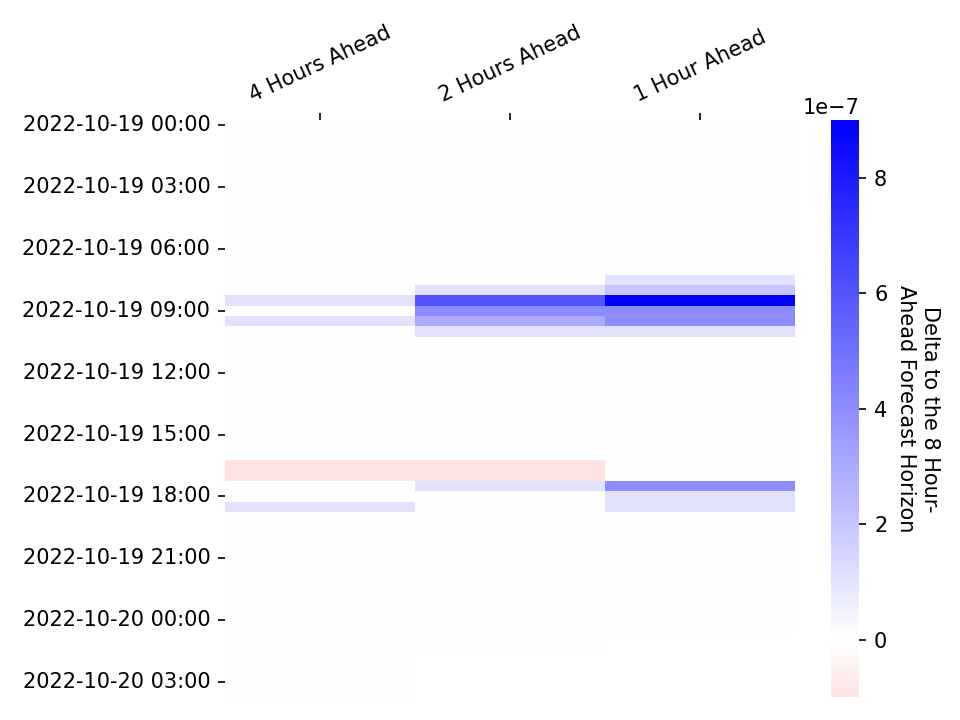 4 Hours Ahead
2 Hours Ahead
1 Hour Ahead
1e−7
2022-10-19 00:00
2022-10-19 03:00
2022-10-19 06:00
2022-10-19 09:00
2022-10-19 12:00
2022-10-19 15:00
2022-10-19 18:00
2022-10-19 21:00
2022-10-20 00:00
2022-10-20 03:00
8
6
4
2
0
Delta to the 8 Hour-
Ahead Forecast Horizon